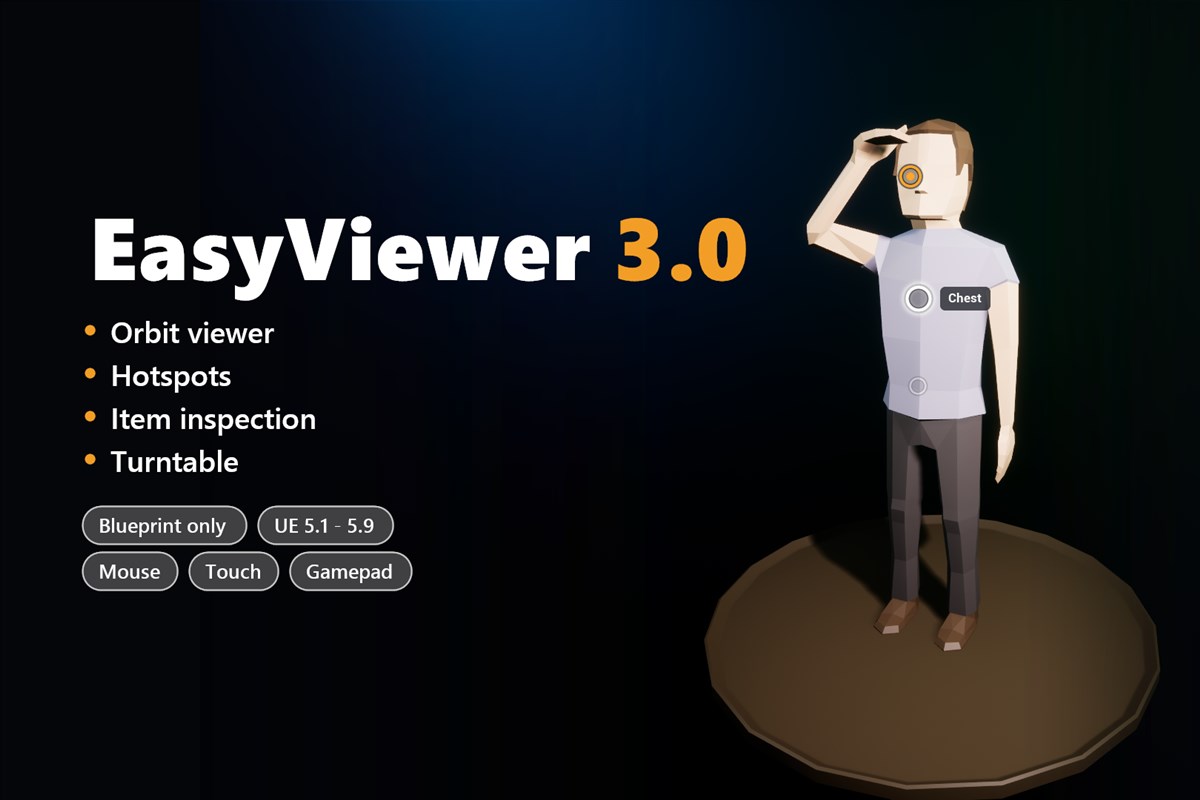 EasyViewer 3.0
Orbit viewer
Hotspots
Item inspection
Turntable
Blueprint only
UE 5.1 - 5.9
Mouse
Touch
Gamepad
Chest